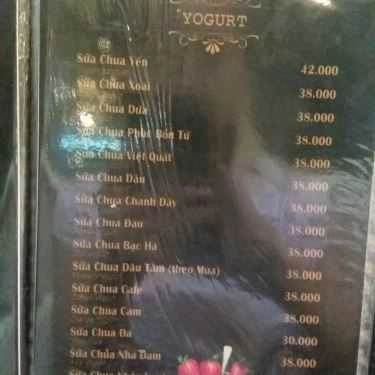 YOGURT
Sữa Chua Yến 42.000
Sữa Chua Xoài 38.000
Sữa Chua Dứa 38.000
Sữa Chua Phúc Bồn Tử 38.000
Sữa Chua Việt Quất 38.000
Sữa Chua Dâu 38.000
Sữa Chua Chanh Dây 38.000
Sữa Chua Đào 38.000
Sữa Chua Bạc Hà 38.000
Sữa Chua Dâu Tằm (theo Mùa) 38.000
Sữa Chua Cafe 38.000
Sữa Chua Cam 38.000
Sữa Chua Đá 30.000
Sữa Chua Nha Đam 38.000
Sữa Chua